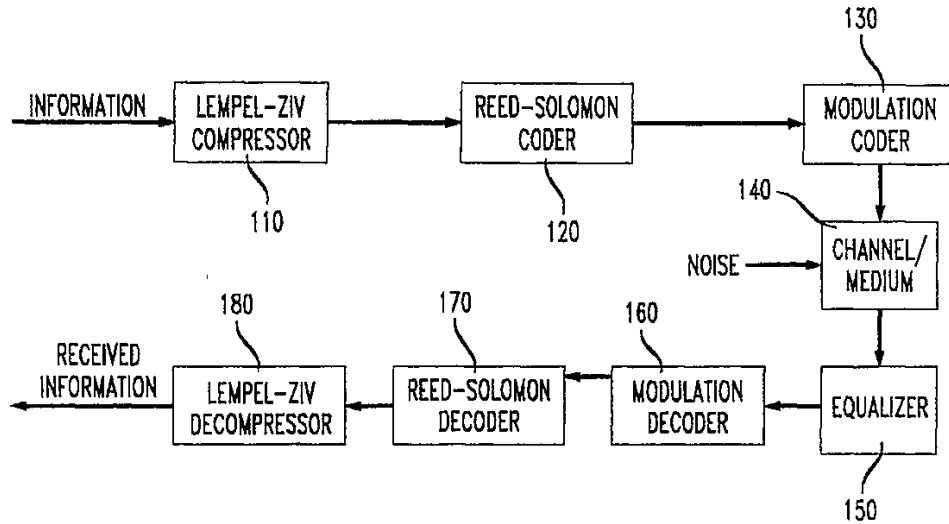 130
INFORMATION
LEMPEL-ZIV
COMPRESSOR
REED-SOLOMON
CODER
MODULATION
CODER
110
120
140
NOISE
CHANNEL/
MEDIUM
180
170
160
RECEIVED
INFORMATION
LEMPEL-ZIV
DECOMPRESSOR
REED-SOLOMON
DECODER
MODULATION
DECODER
EQUALIZER
150